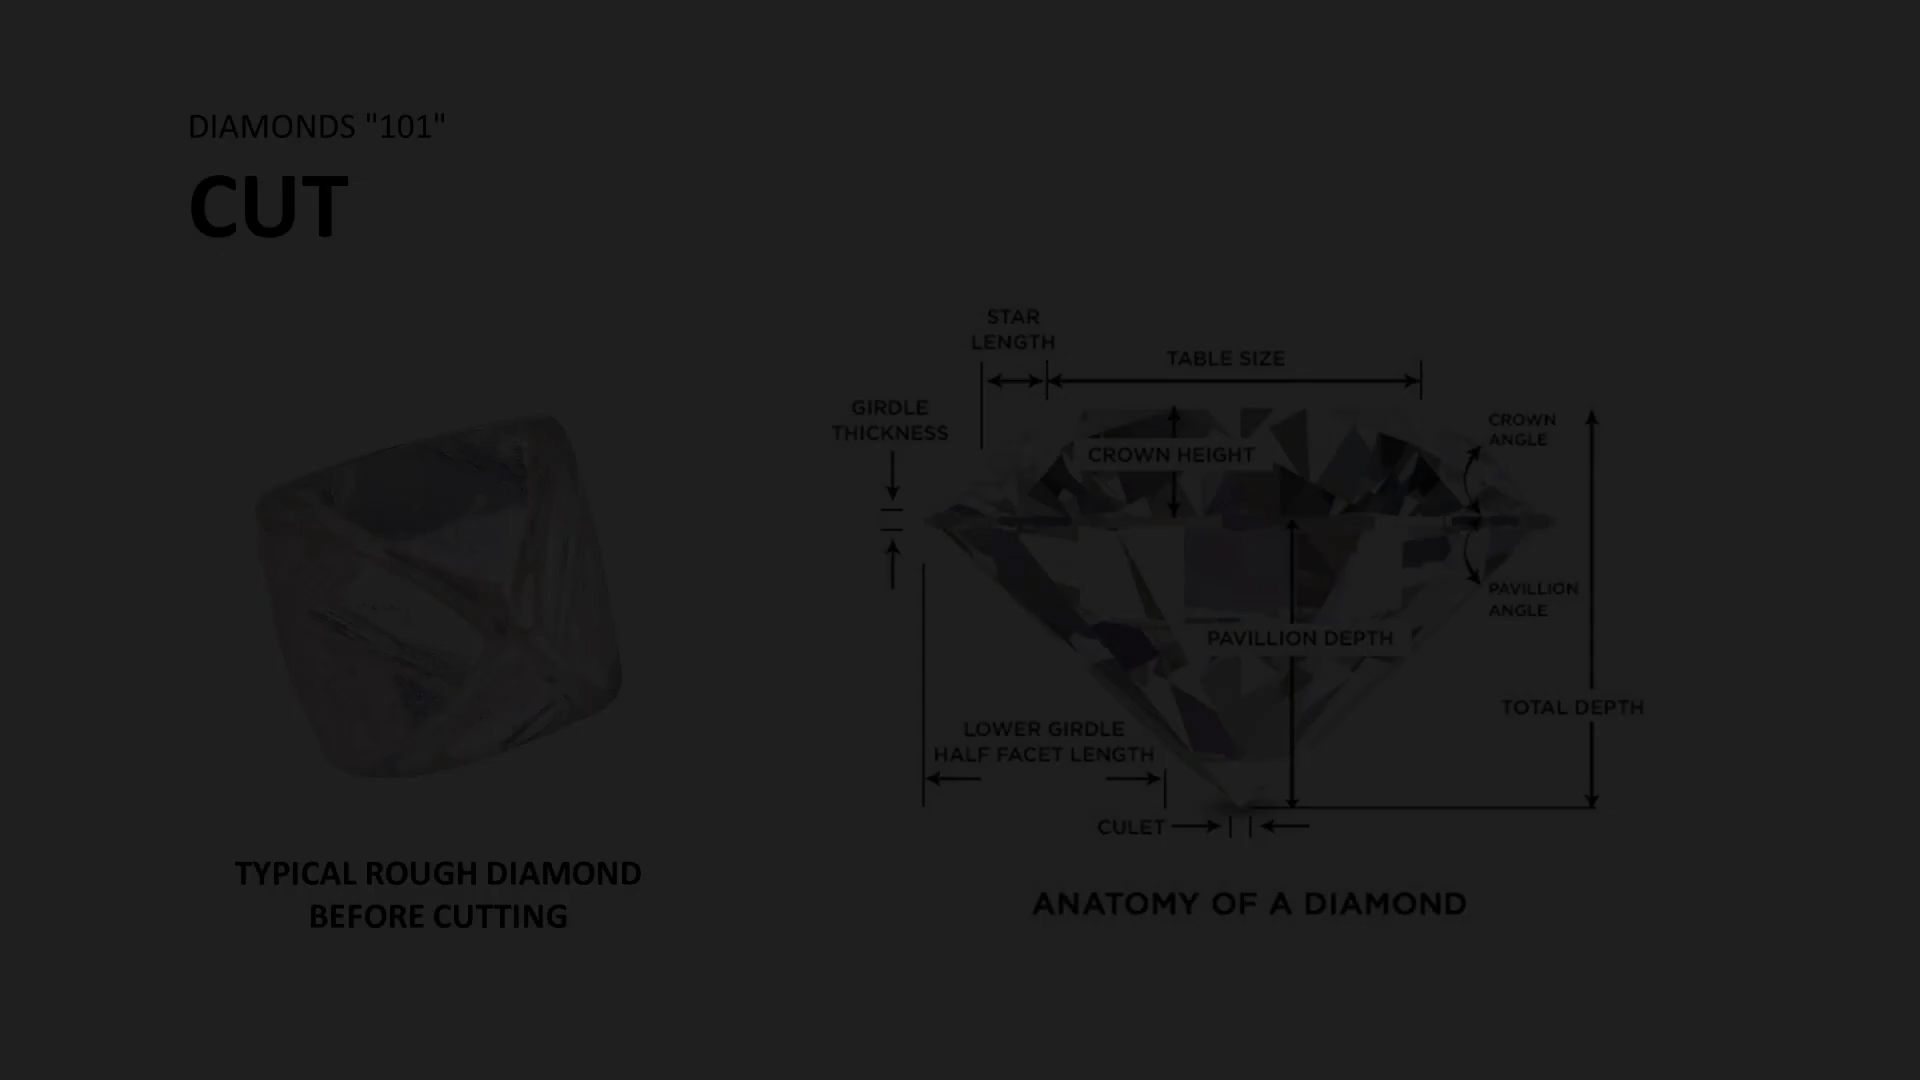 DIAMONDS "101"
CUT
STAR
LENGTH
TABLE SIZE
GIRDLE
THICKNESS
CROWN
ANGLE
CROWN HEIGHT
PAVILLION
ANGLE
PAVILLION DEPTH
TOTAL DEPTH
LOWER GIRDLE
HALF FACET LENGTH
CULET
TYPICAL ROUGH DIAMOND
BEFORE CUTTING
ANATOMY OF A DIAMOND